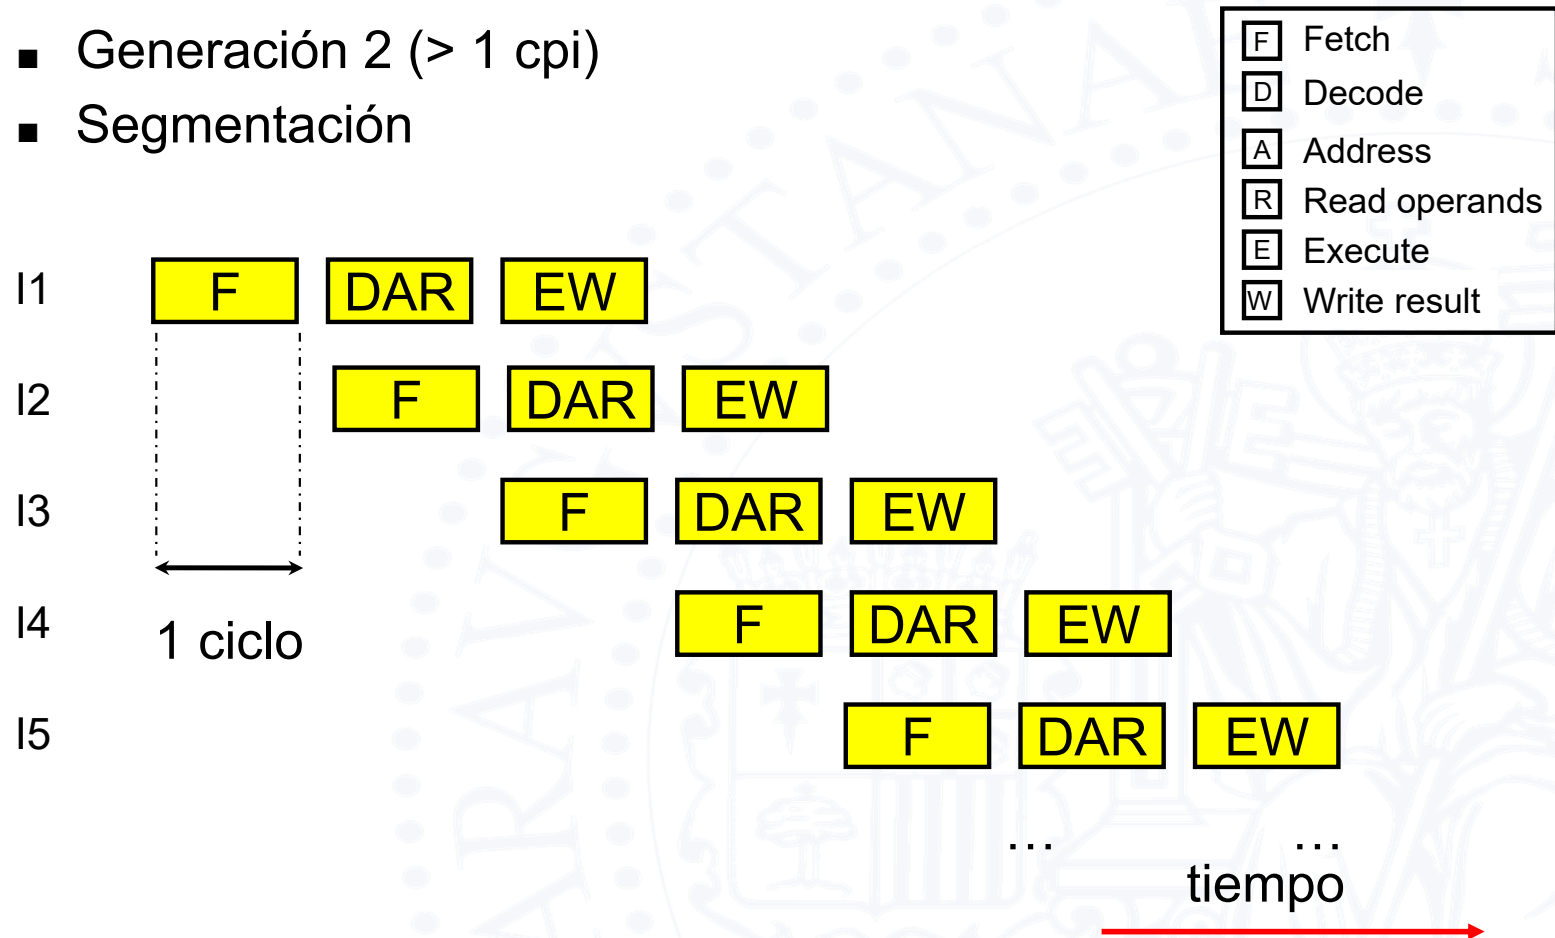 ▪ Generación 2 (> 1 cpi)
▪ Segmentación
F Fetch
D Decode
A Address
R Read operands
E Execute
W Write result
I1 F DAR EW
I2 F DAR EW
I3 F DAR EW
I4 F DAR EW
1 ciclo
I5 F DAR EW
… …
tiempo